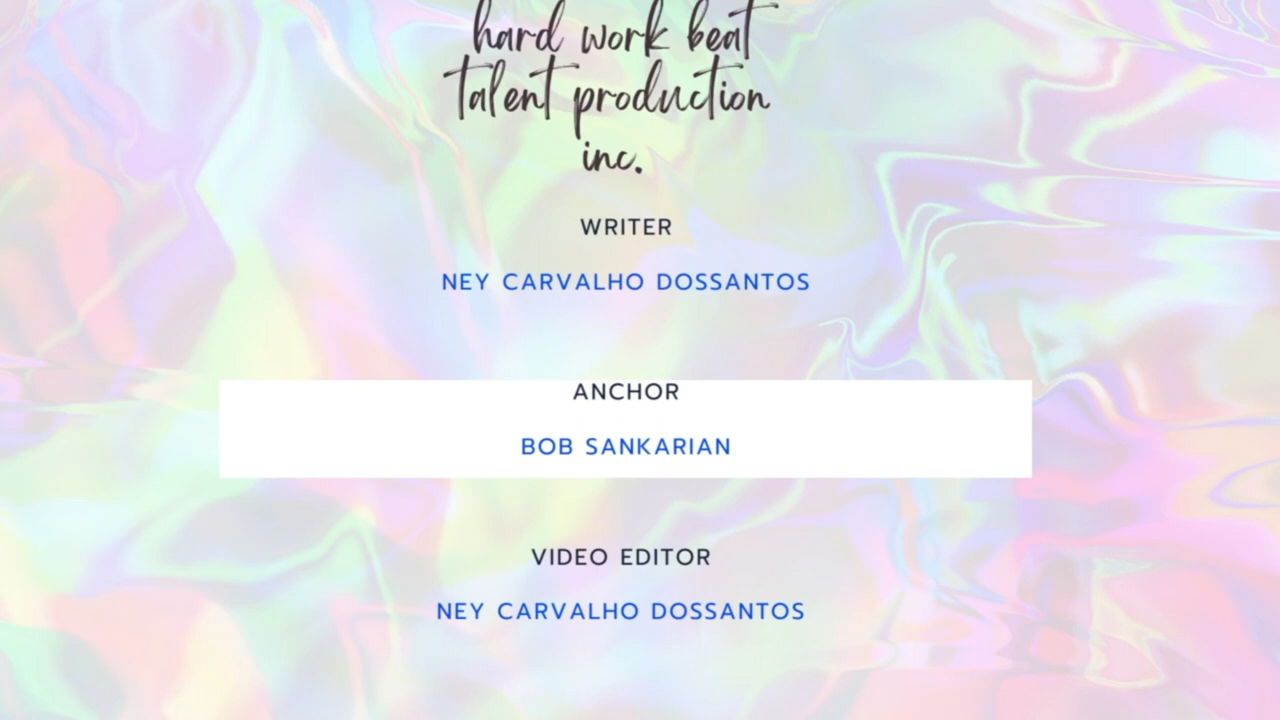 hard work beat
talent production
inc.
WRITER
NEY CARVALHO DOSSANTOS
ANCHOR
BOB SANKARIAN
VIDEO EDITOR
NEY CARVALHO DOSSANTOS